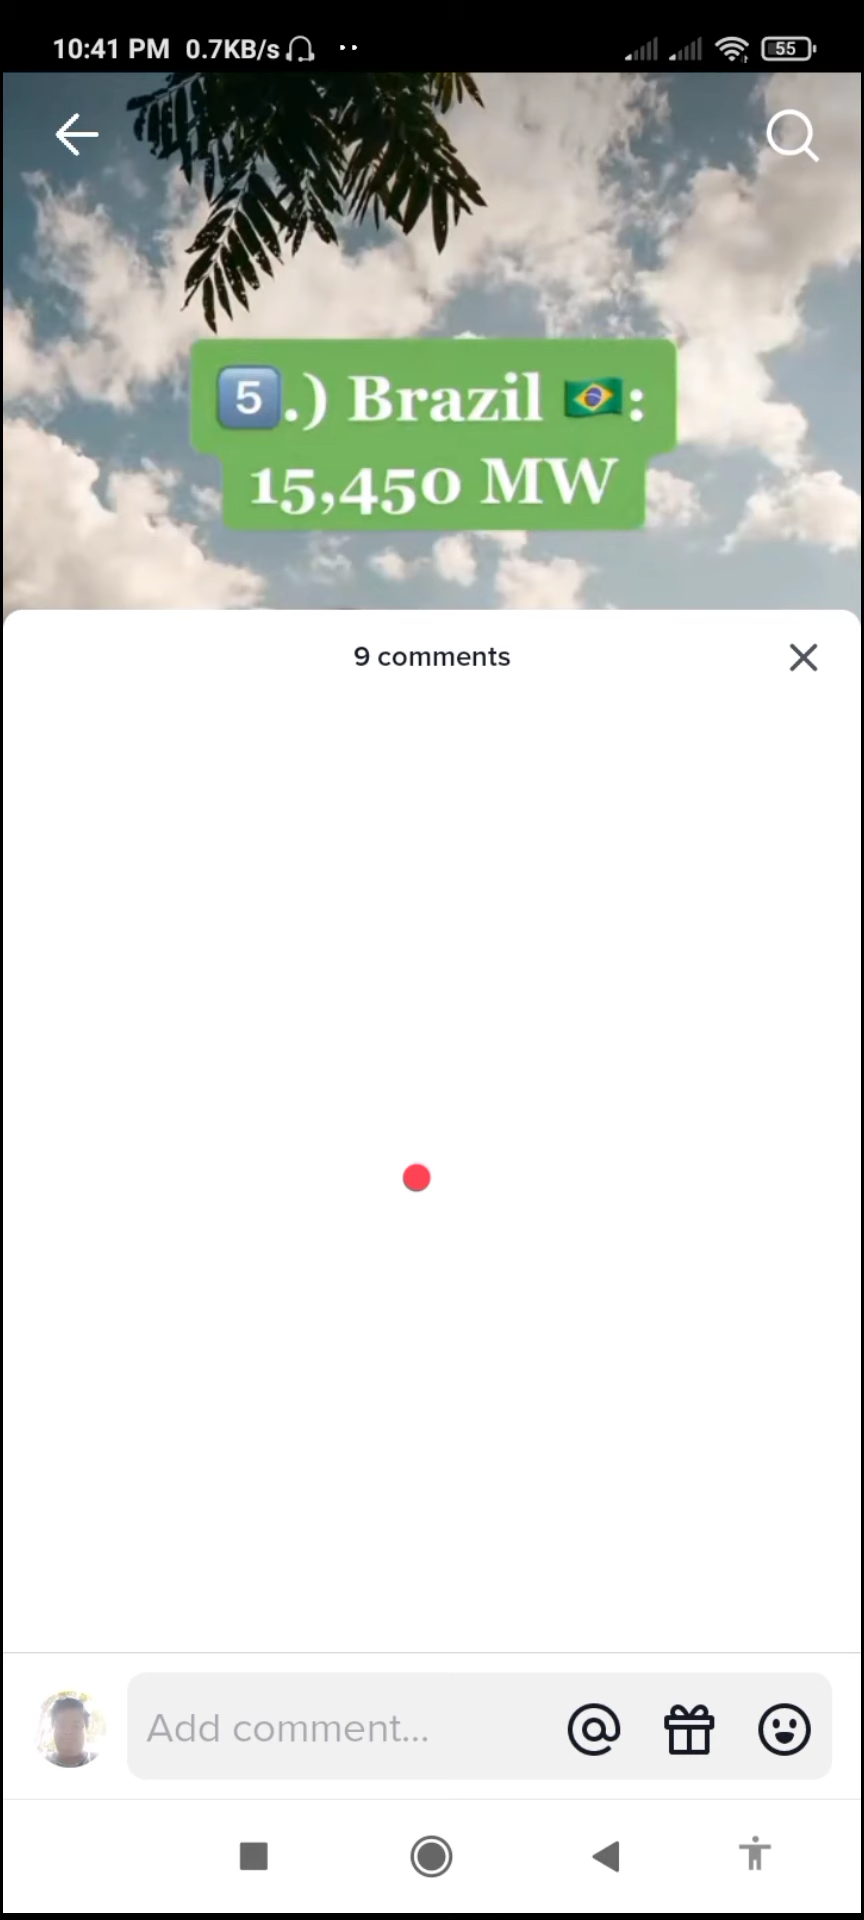 10:41 PM 0.7KB/s 55
5️⃣.) Brazil 🇧🇷:
15,450 MW
9 comments
Add comment...